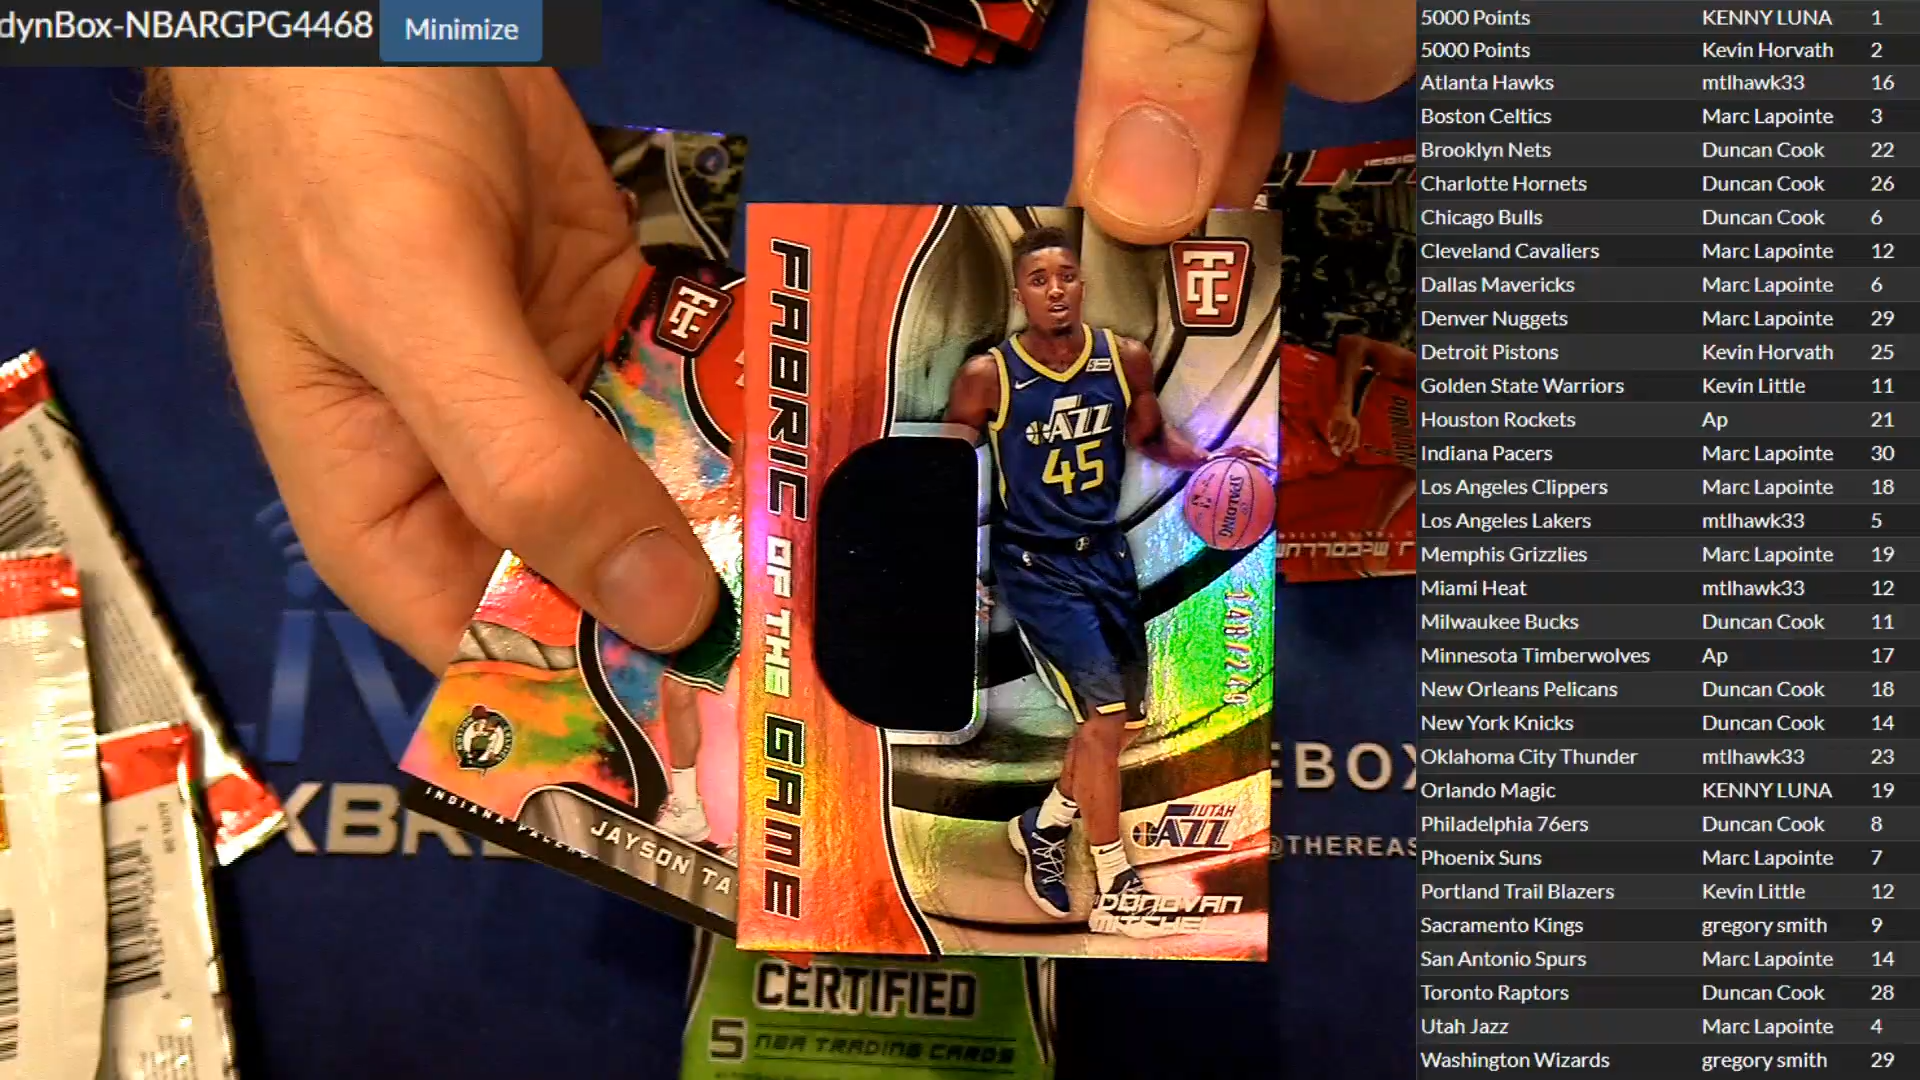 dynBox-NBARGPG4468
Minimize
FABRIC OF THE GAME
JAZZ
45
SPALDING
148/249
UTAH
JAZZ
DONOVAN
MITCHELL
INDIANA PACERS
JAYSON TA
CERTIFIED
5 NBA TRADING CARDS
XBR
EBOX
@THEREAS
5000 Points KENNY LUNA 1
5000 Points Kevin Horvath 2
Atlanta Hawks mtlhawk33 16
Boston Celtics Marc Lapointe 3
Brooklyn Nets Duncan Cook 22
Charlotte Hornets Duncan Cook 26
Chicago Bulls Duncan Cook 6
Cleveland Cavaliers Marc Lapointe 12
Dallas Mavericks Marc Lapointe 6
Denver Nuggets Marc Lapointe 29
Detroit Pistons Kevin Horvath 25
Golden State Warriors Kevin Little 11
Houston Rockets Ap 21
Indiana Pacers Marc Lapointe 30
Los Angeles Clippers Marc Lapointe 18
Los Angeles Lakers mtlhawk33 5
Memphis Grizzlies Marc Lapointe 19
Miami Heat mtlhawk33 12
Milwaukee Bucks Duncan Cook 11
Minnesota Timberwolves Ap 17
New Orleans Pelicans Duncan Cook 18
New York Knicks Duncan Cook 14
Oklahoma City Thunder mtlhawk33 23
Orlando Magic KENNY LUNA 19
Philadelphia 76ers Duncan Cook 8
Phoenix Suns Marc Lapointe 7
Portland Trail Blazers Kevin Little 12
Sacramento Kings gregory smith 9
San Antonio Spurs Marc Lapointe 14
Toronto Raptors Duncan Cook 28
Utah Jazz Marc Lapointe 4
Washington Wizards gregory smith 29